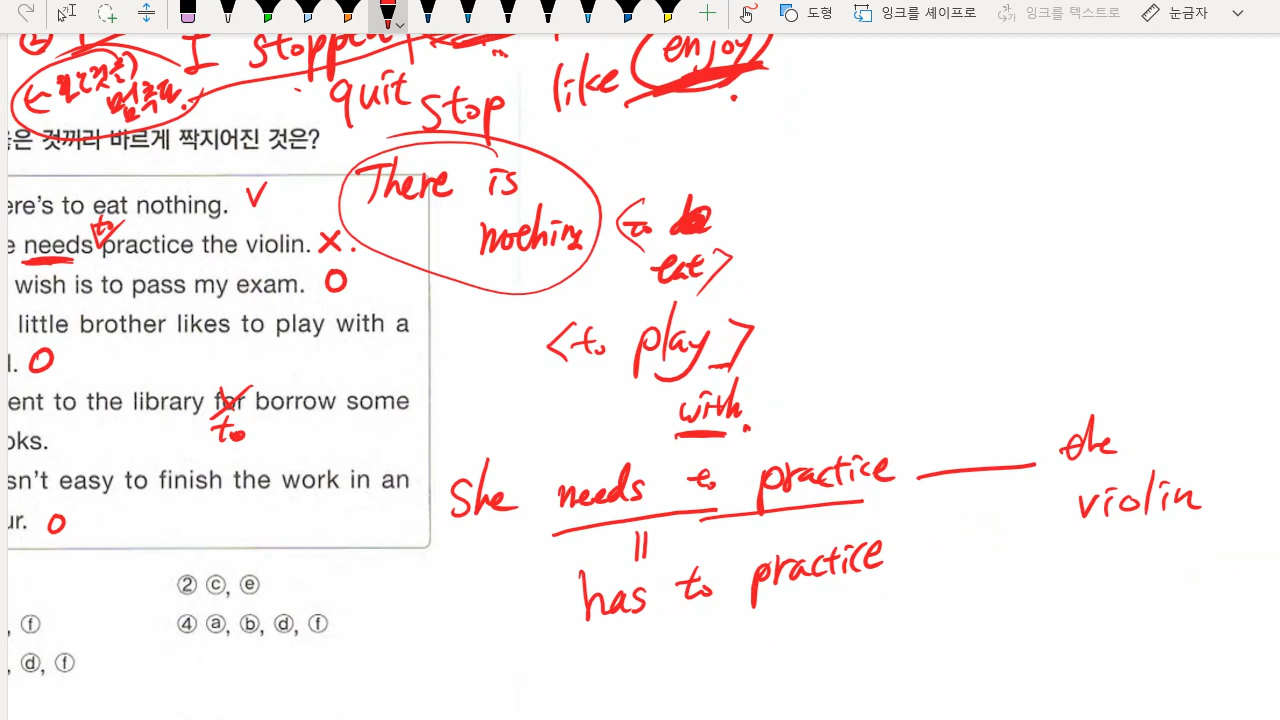 도형 잉크를 셰이프로 잉크를 텍스트로 눈금자
I stopped
like enjoy
quit stop
멈추다.
은 것끼리 바르게 짝지어진 것은?
There is
nothing <to
eat>
ere's to eat nothing. V
to
e needs practice the violin. X.
wish is to pass my exam. O
little brother likes to play with a
l. O
<to play>
with.
ent to the library for borrow some
to
oks.
sn't easy to finish the work in an
ur. O
She needs to practice the
violin
=
has to practice
② ⓒ, ⓔ
, ⓕ
④ ⓐ, ⓑ, ⓓ, ⓕ
, ⓓ, ⓕ